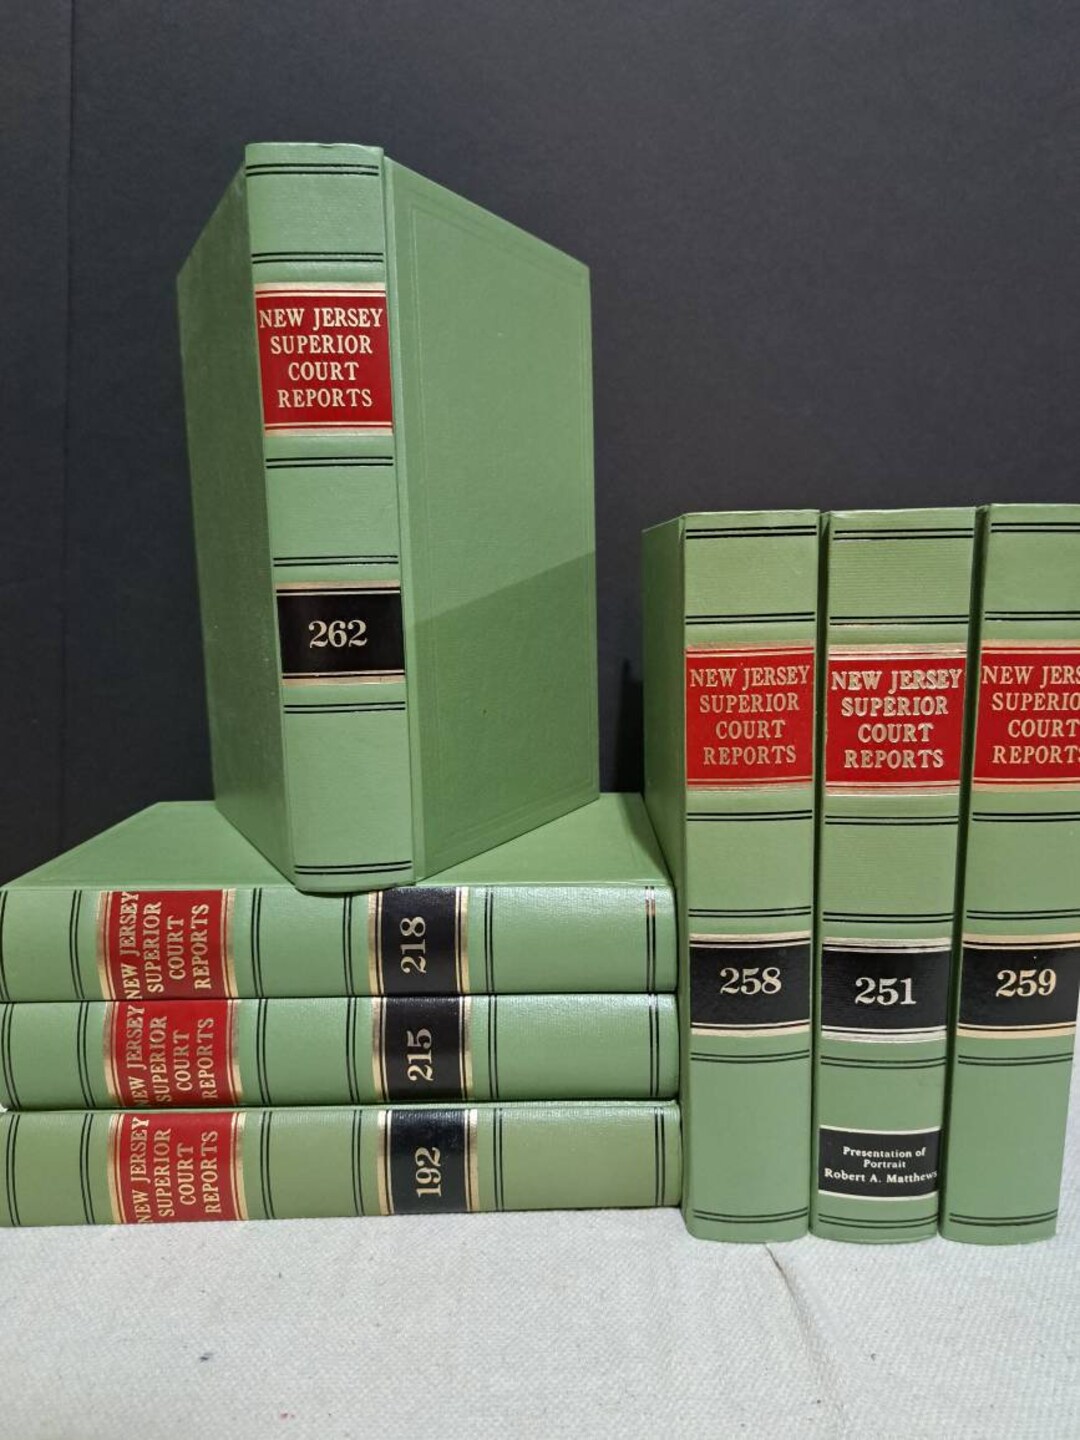 NEW JERSEY
SUPERIOR
COURT
REPORTS
262
NEW JERSEY
SUPERIOR
COURT
REPORTS
218
NEW JERSEY
SUPERIOR
COURT
REPORTS
215
NEW JERSEY
SUPERIOR
COURT
REPORTS
192
NEW JERSEY
SUPERIOR
COURT
REPORTS
258
NEW JERSEY
SUPERIOR
COURT
REPORTS
251
Presentation of
Portrait
Robert A. Matthews
NEW JERS
SUPERIO
COURT
REPORTS
259